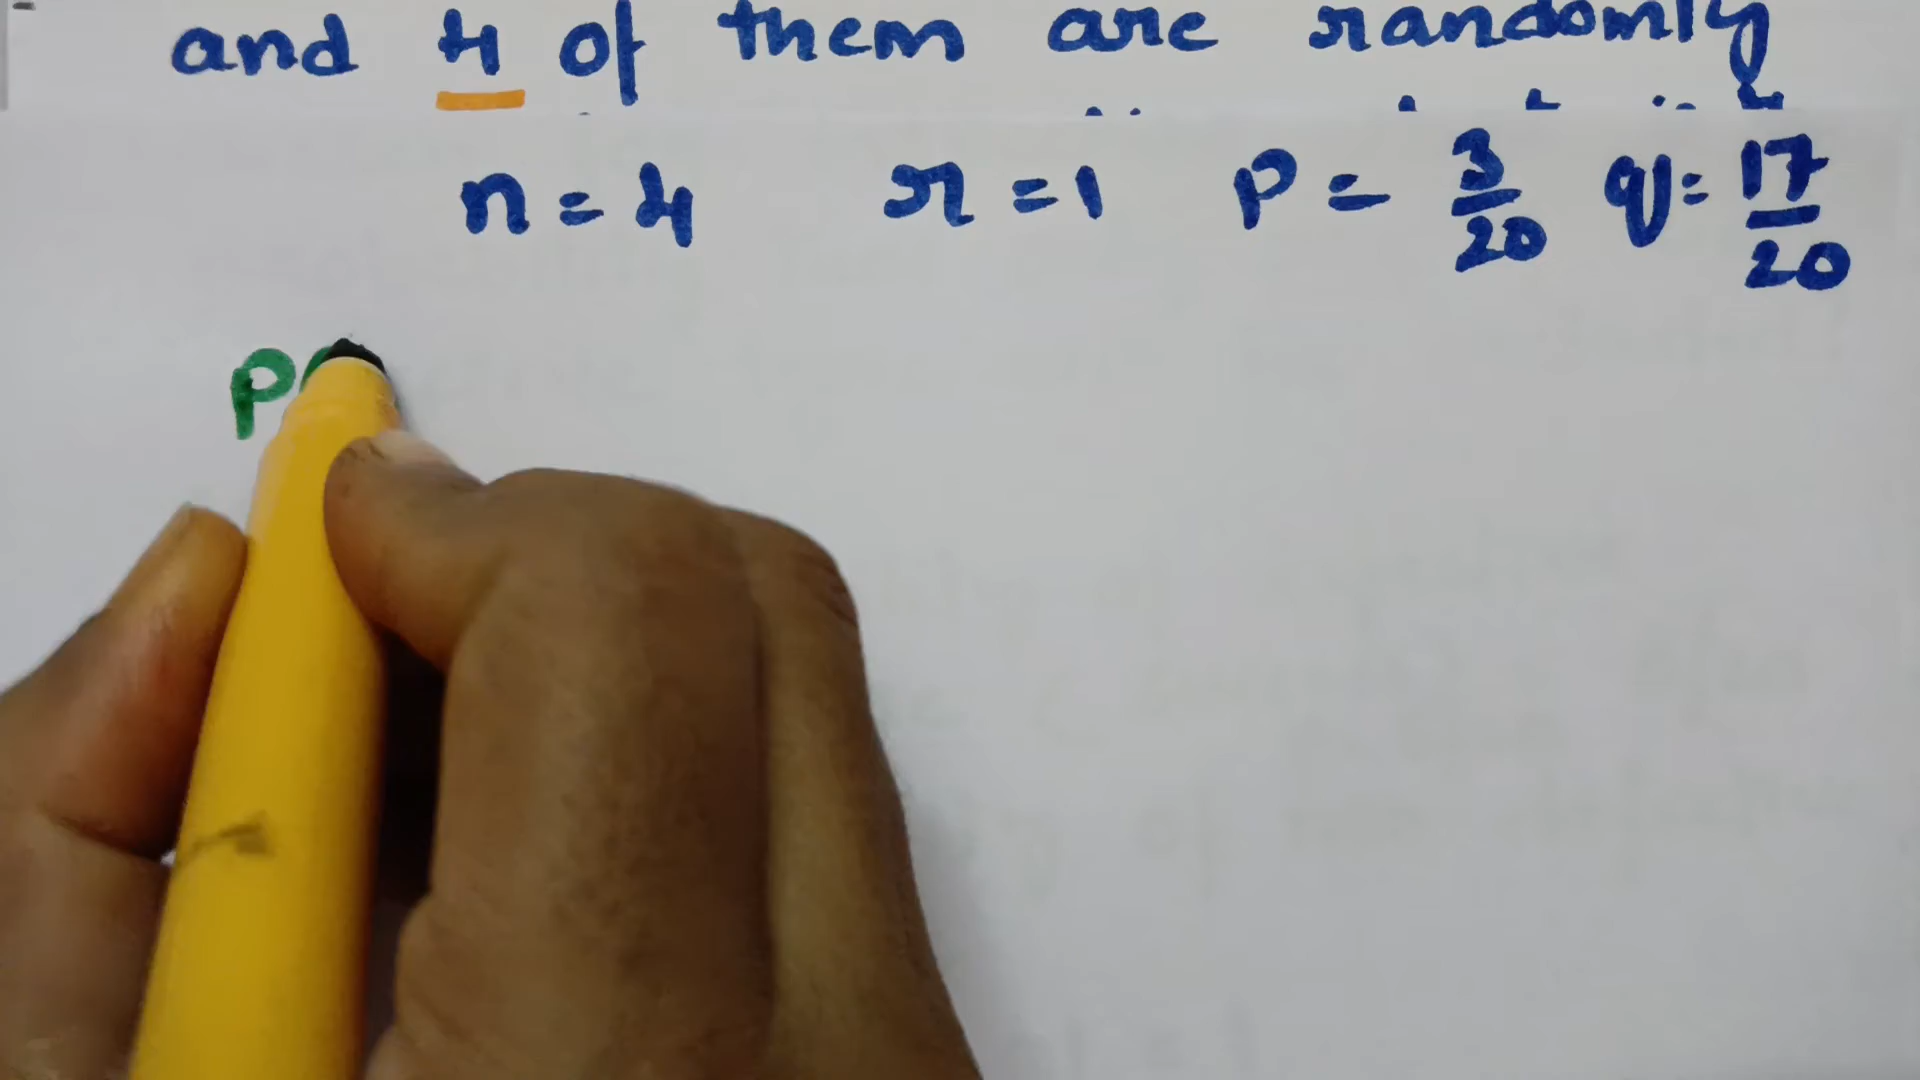 and 4 of them are randomly
n = 4 r = 1 P = 3/20 q = 17/20
P(